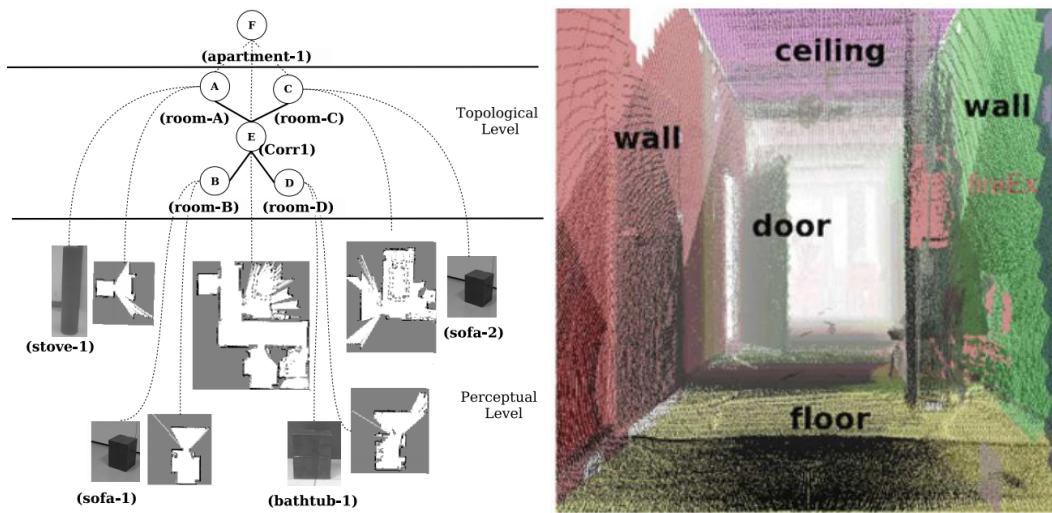 F
(apartment-1)
A
C
(room-A)
(room-C)
Topological
Level
E
(Corr1)
B
D
(room-B)
(room-D)
(stove-1)
(sofa-2)
Perceptual
Level
(sofa-1)
(bathtub-1)
ceiling
wall
wall
fireEx
door
floor